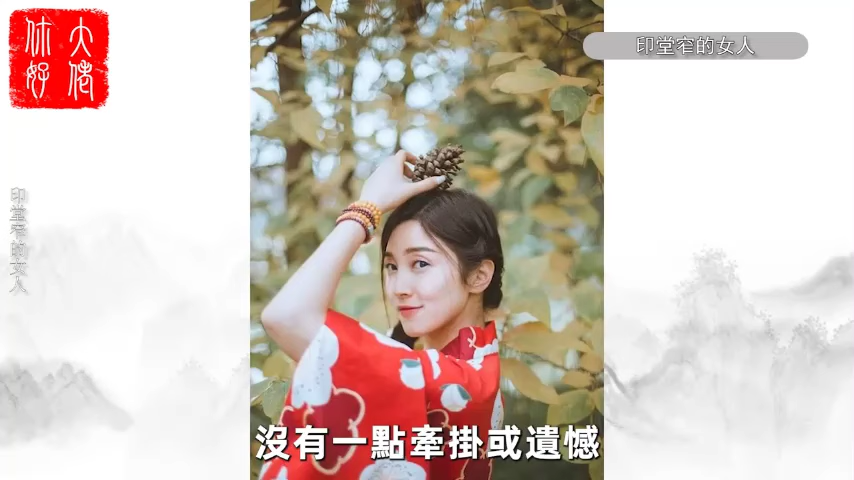 大佬
休好
印堂窄的女人
印堂窄的女人
沒有一點牽掛或遺憾